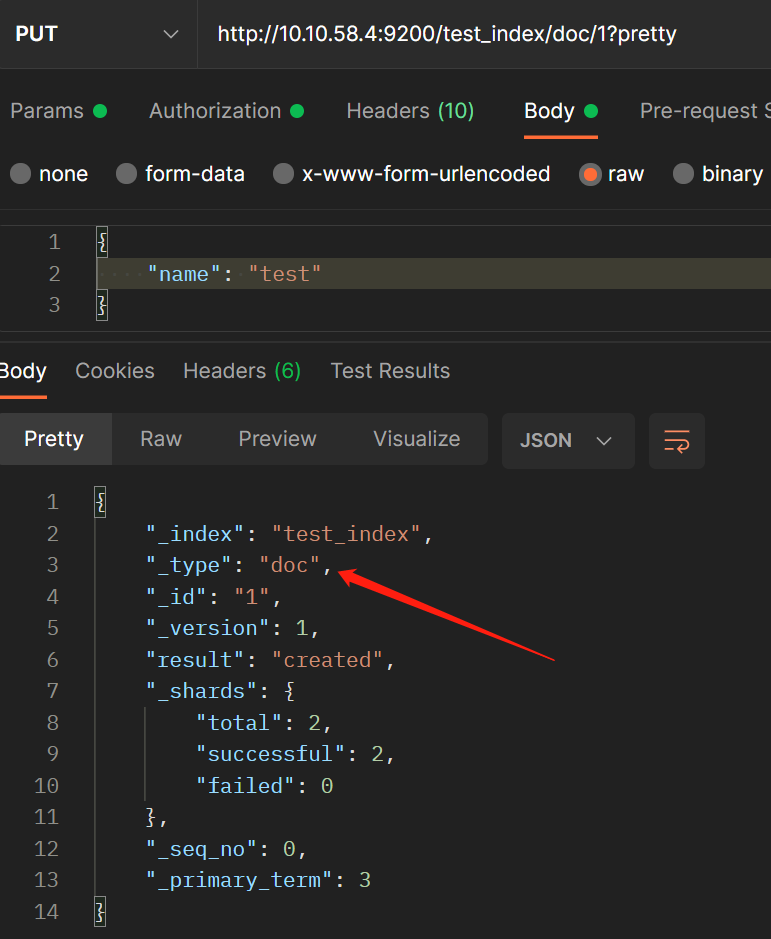 PUT http://10.10.58.4:9200/test_index/doc/1?pretty
Params Authorization Headers (10) Body Pre-request S
none form-data x-www-form-urlencoded raw binary
1 {
2 "name": "test"
3 }
Body Cookies Headers (6) Test Results
Pretty Raw Preview Visualize JSON
1 {
2 "_index": "test_index",
3 "_type": "doc",
4 "_id": "1",
5 "_version": 1,
6 "result": "created",
7 "_shards": {
8 "total": 2,
9 "successful": 2,
10 "failed": 0
11 },
12 "_seq_no": 0,
13 "_primary_term": 3
14 }